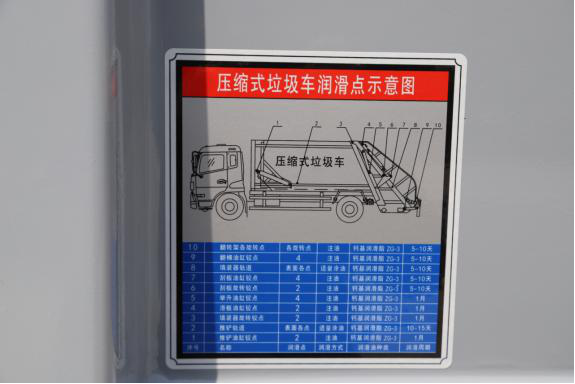 压缩式垃圾车润滑点示意图
1 2 3 4 5 6 7 8 9 10
压缩式垃圾车
10 翻转架各旋转点 各旋转点 注油 钙基润滑脂 ZG-3 5-10天
9 翻桶油缸铰点 4 注油 钙基润滑脂 ZG-3 5-10天
8 填装器轨道 表面各点 适量涂油 钙基润滑脂 ZG-3 5-10天
7 刮板油缸铰点 4 注油 钙基润滑脂 ZG-3 5-10天
6 刮板旋转铰点 2 注油 钙基润滑脂 ZG-3 5-10天
5 举升油缸铰点 4 注油 钙基润滑脂 ZG-3 1月
4 滑板油缸铰点 2 注油 钙基润滑脂 ZG-3 1月
3 填装器旋转铰点 2 注油 钙基润滑脂 ZG-3 1月
2 推铲轨道 表面各点 适量涂油 钙基润滑脂 ZG-3 10-15天
1 推铲油缸铰点 2 注油 钙基润滑脂 ZG-3 1月
序号 名称 润滑点 润滑方式 润滑油种类 润滑周期